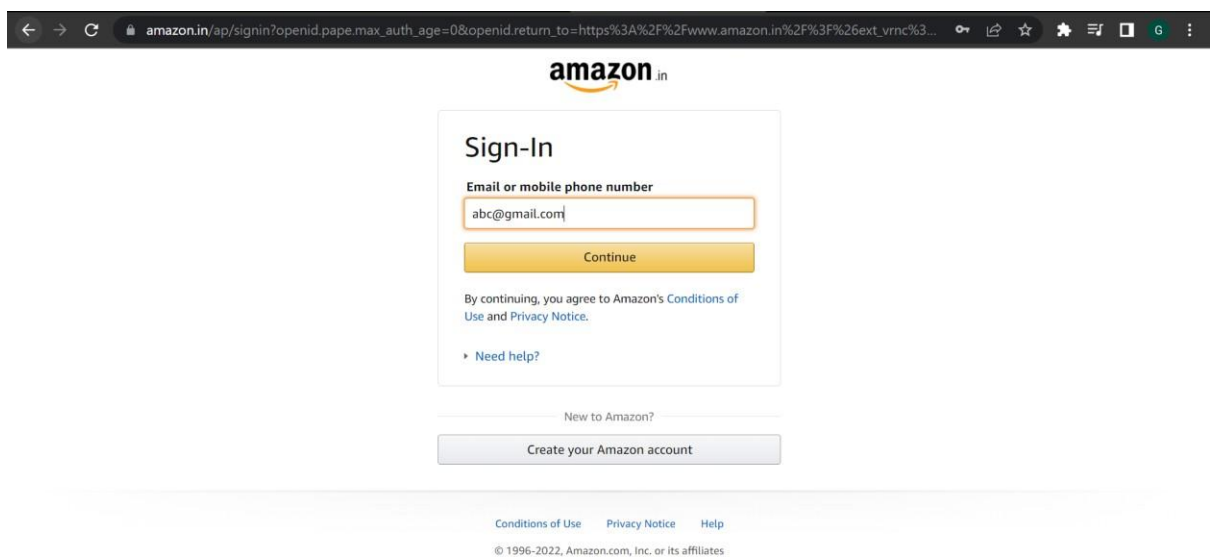 amazon.in/ap/signin?openid.pape.max_auth_age=0&openid.return_to=https%3A%2F%2Fwww.amazon.in%2F%3F%26ext_vrnc%3...
G
amazon.in
Sign-In
Email or mobile phone number
abc@gmail.com
Continue
By continuing, you agree to Amazon's Conditions of
Use and Privacy Notice.
Need help?
New to Amazon?
Create your Amazon account
Conditions of Use Privacy Notice Help
© 1996-2022, Amazon.com, Inc. or its affiliates